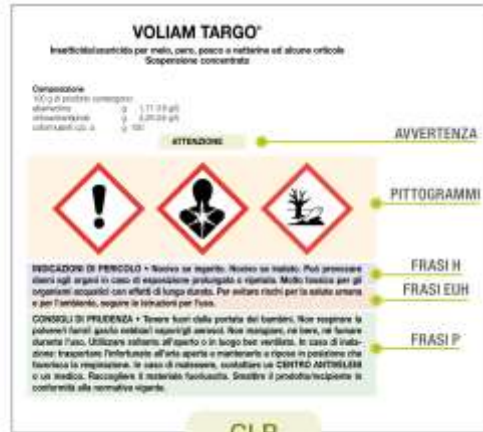 VOLIAM TARGO®
Insetticida/acaricida per melo, pero, pesco e nettarine ed alcune orticole
Sospensione concentrata
Composizione
100 g di prodotto contengono:
abamectina g
g
g 100
ATTENZIONE
AVVERTENZA
PITTOGRAMMI
INDICAZIONI DI PERICOLO • Nocivo se ingerito. Nocivo se inalato. Può provocare
danni agli organi in caso di esposizione prolungata o ripetuta. Molto tossico per gli
organismi acquatici con effetti di lunga durata. Per evitare rischi per la salute umana
e per l'ambiente, seguire le istruzioni per l'uso.
FRASI H
FRASI EUH
CONSIGLI DI PRUDENZA • Tenere fuori dalla portata dei bambini. Non respirare la
polvere/i fumi/i gas/la nebbia/i vapori/gli aerosol. Non mangiare, né bere, né fumare
durante l'uso. Utilizzare soltanto all'aperto o in luogo ben ventilato. In caso di inala-
zione: trasportare l'infortunato all'aria aperta e mantenerlo a riposo in posizione che
favorisca la respirazione. In caso di malessere, contattare un CENTRO ANTIVELENI
o un medico. Raccogliere il materiale fuoriuscito. Smaltire il prodotto/recipiente in
conformità alla normativa vigente.
FRASI P
CLP